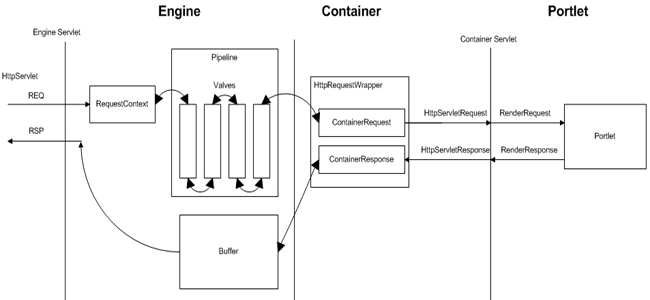 Engine
Container
Portlet
Engine Servlet
Container Servlet
Pipeline
HttpServlet
Valves
HttpRequestWrapper
REQ
RequestContext
HttpServletRequest
RenderRequest
ContainerRequest
RSP
Portlet
HttpServletResponse
RenderResponse
ContainerResponse
Buffer